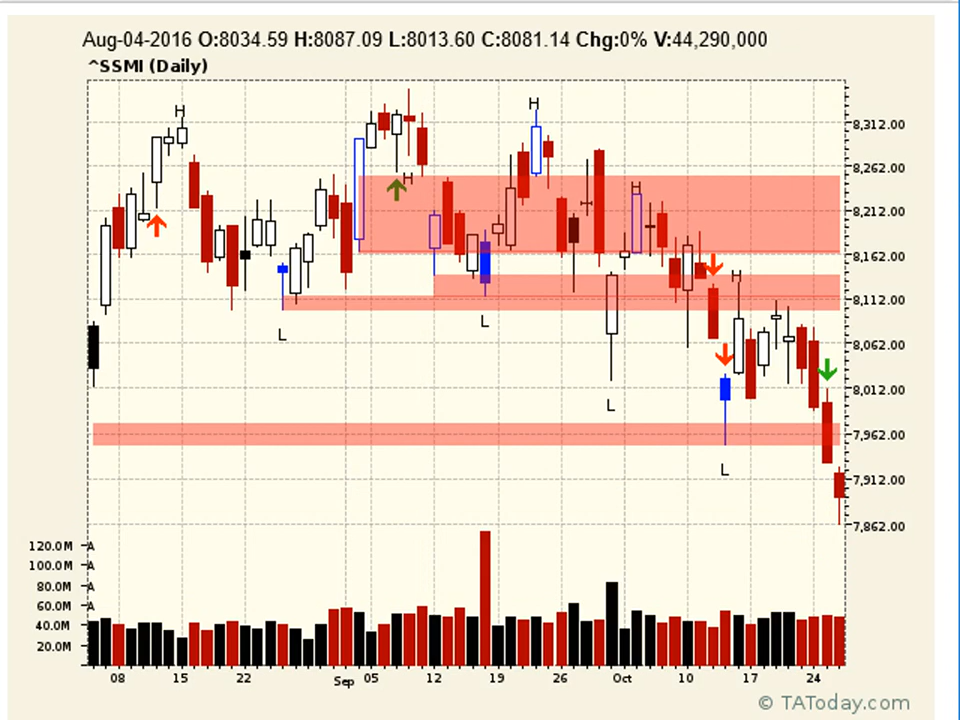 Aug-04-2016 O:8034.59 H:8087.09 L:8013.60 C:8081.14 Chg:0% V:44,290,000
^SSMI (Daily)
H
H
H
8,312.00
8,262.00
H
H
8,212.00
8,162.00
H
8,112.00
L
L
8,062.00
8,012.00
L
7,962.00
L
7,912.00
7,862.00
120.0M A
100.0M A
80.0M A
60.0M A
40.0M
20.0M
08 15 22 Sep 05 12 19 26 Oct 10 17 24
© TAToday.com